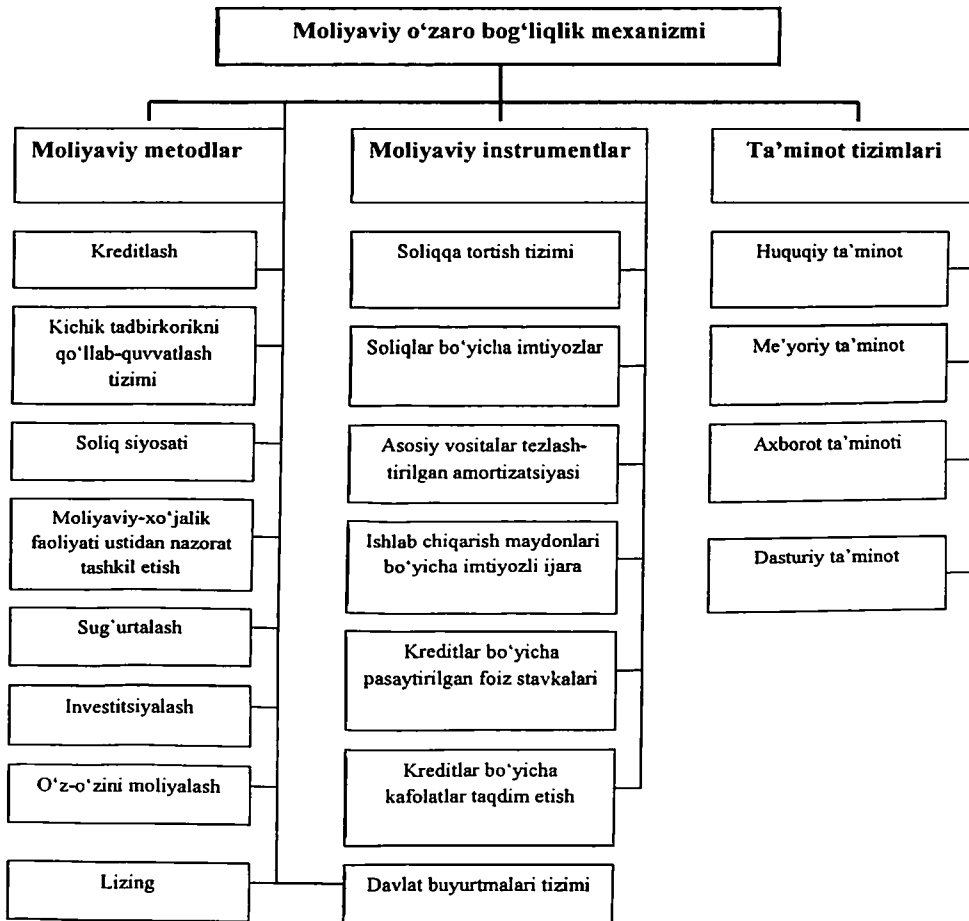 Moliyaviy o‘zaro bog‘liqlik mexanizmi
Moliyaviy metodlar
Kreditlash
Kichik tadbirkorikni
qo‘llab-quvvatlash
tizimi
Soliq siyosati
Moliyaviy-xo‘jalik
faoliyati ustidan nazorat
tashkil etish
Sug‘urtalash
Investitsiyalash
O‘z-o‘zini moliyalash
Lizing
Moliyaviy instrumentlar
Soliqqa tortish tizimi
Soliqlar bo‘yicha imtiyozlar
Asosiy vositalar tezlash-
tirilgan amortizatsiyasi
Ishlab chiqarish maydonlari
bo‘yicha imtiyozli ijara
Kreditlar bo‘yicha
pasaytirilgan foiz stavkalari
Kreditlar bo‘yicha
kafolatlar taqdim etish
Davlat buyurtmalari tizimi
Ta’minot tizimlari
Huquqiy ta’minot
Me’yoriy ta’minot
Axborot ta’minoti
Dasturiy ta’minot